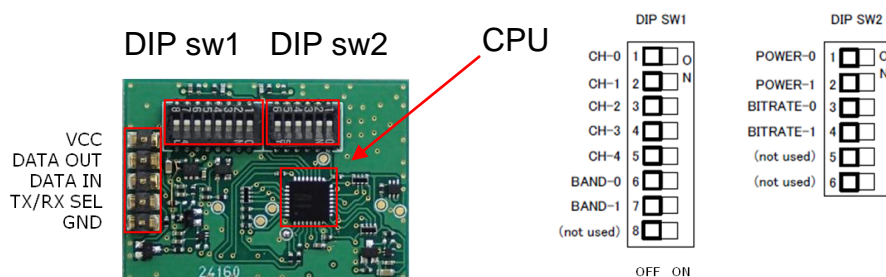 DIP sw1 DIP sw2 CPU
VCC
DATA OUT
DATA IN
TX/RX SEL
GND
24160
DIP SW1
CH-0 1 O
CH-1 2 N
CH-2 3
CH-3 4
CH-4 5
BAND-0 6
BAND-1 7
(not used) 8
OFF ON
DIP SW2
POWER-0 1
POWER-1 2 N
BITRATE-0 3
BITRATE-1 4
(not used) 5
(not used) 6